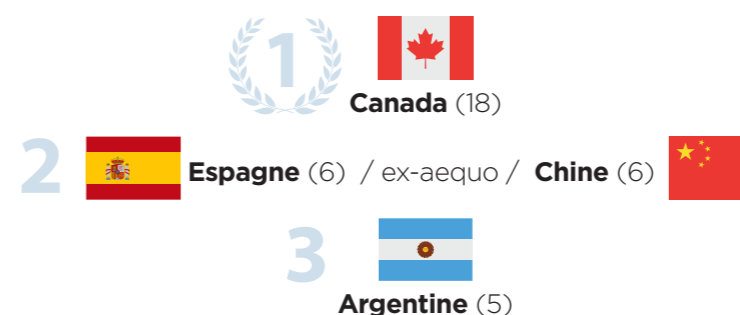 1
Canada (18)
2 Espagne (6) / ex-aequo / Chine (6)
3
Argentine (5)